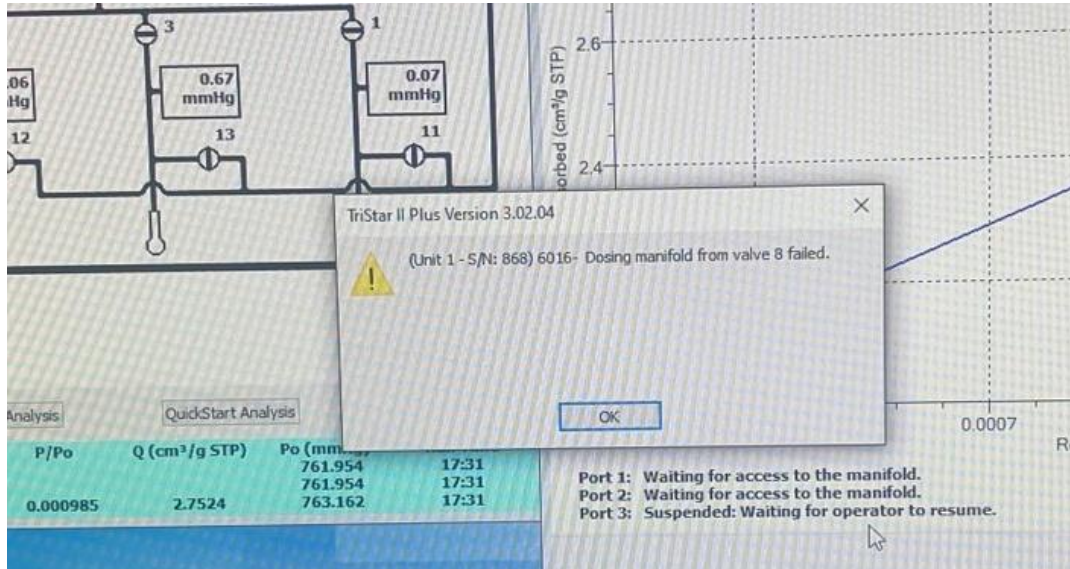 3
1
2.6
.06
Hg
0.67
mmHg
0.07
mmHg
12
13
11
2.4
orbed (cm³/g STP)
TriStar II Plus Version 3.02.04
(Unit 1 - S/N: 868) 6016- Dosing manifold from valve 8 failed.
OK
Analysis
QuickStart Analysis
0.0007
R
P/Po
Q (cm³/g STP)
Po (mm
761.954
17:31
761.954
17:31
0.000985
2.7524
763.162
17:31
Port 1: Waiting for access to the manifold.
Port 2: Waiting for access to the manifold.
Port 3: Suspended: Waiting for operator to resume.